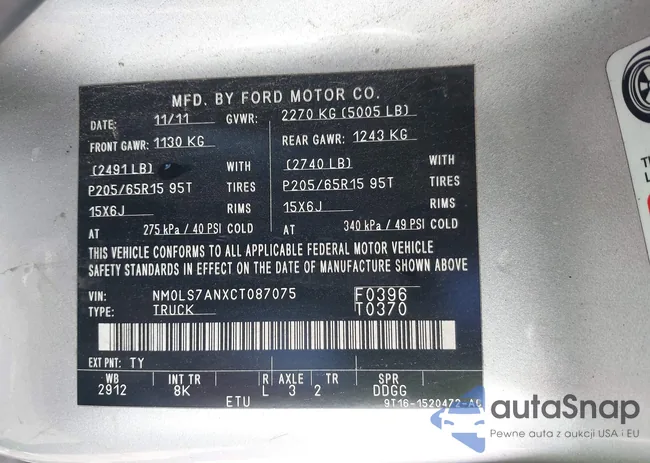 MFD. BY FORD MOTOR CO.
DATE: 11/11 GVWR: 2270 KG (5005 LB)
FRONT GAWR: 1130 KG REAR GAWR: 1243 KG
(2491 LB) WITH (2740 LB) WITH
P205/65R15 95T TIRES P205/65R15 95T TIRES
15X6J RIMS 15X6J RIMS
AT 275 kPa / 40 PSI COLD AT 340 kPa / 49 PSI COLD
THIS VEHICLE CONFORMS TO ALL APPLICABLE FEDERAL MOTOR VEHICLE
SAFETY STANDARDS IN EFFECT ON THE DATE OF MANUFACTURE SHOWN ABOVE
VIN: NM0LS7ANXCT087075 F0396
TYPE: TRUCK T0370
EXT PNT: TY
WB INT TR R AXLE TR SPR
2912 8K L 3 2 DDGG
ETU 9T16-1520472-AC
autaSnap
Pewne auta z aukcji USA i EU